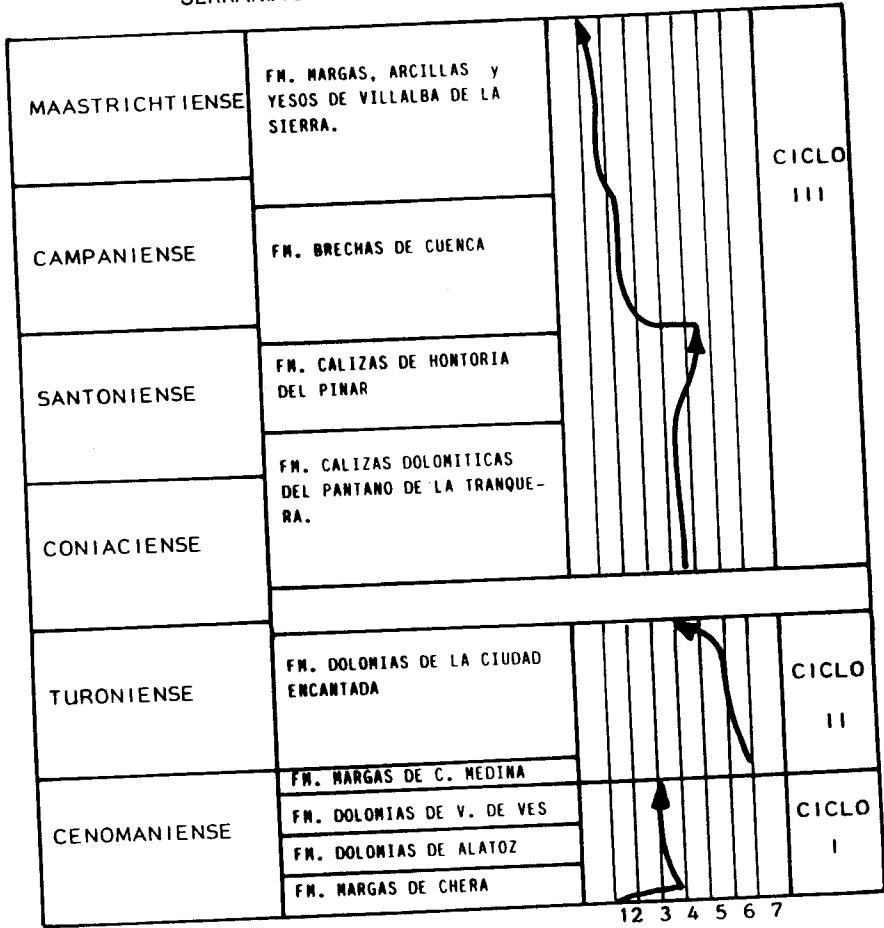 MAASTRICHTIENSE
FM. MARGAS, ARCILLAS y
YESOS DE VILLALBA DE LA
SIERRA.
CICLO
III
CAMPANIENSE
FM. BRECHAS DE CUENCA
SANTONIENSE
FM. CALIZAS DE HONTORIA
DEL PINAR
FM. CALIZAS DOLOMITICAS
DEL PANTANO DE LA TRANQUE-
RA.
CONIACIENSE
TURONIENSE
FM. DOLOMIAS DE LA CIUDAD
ENCANTADA
CICLO
II
FM. MARGAS DE C. MEDINA
CENOMANIENSE
FM. DOLOMIAS DE V. DE VES
FM. DOLOMIAS DE ALATOZ
FM. MARGAS DE CHERA
CICLO
I
12 3 4 5 6 7